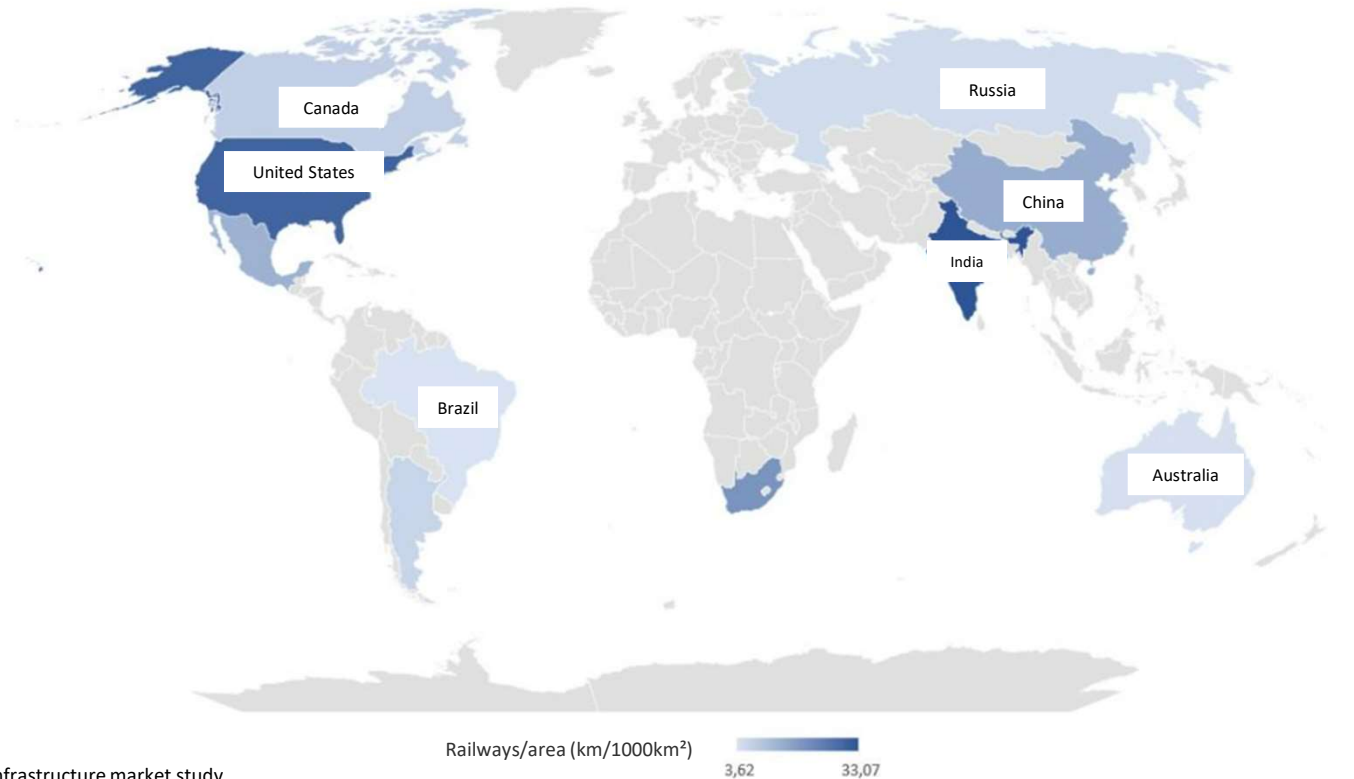 Russia
Canada
United States
China
India
Brazil
Australia
Railways/area (km/1000km²)
3,62
33,07
nfrastructure market study